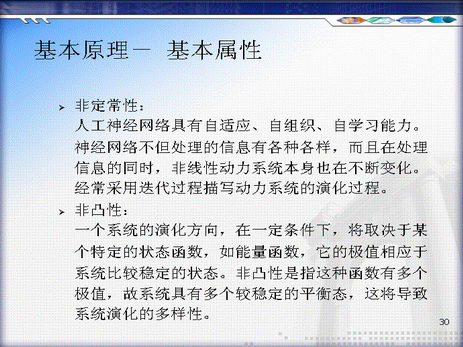 基本原理－ 基本属性
➢ 非定常性：
人工神经网络具有自适应、自组织、自学习能力。
神经网络不但处理的信息有各种各样，而且在处理
信息的同时，非线性动力系统本身也在不断变化。
经常采用迭代过程描写动力系统的演化过程。
➢ 非凸性：
一个系统的演化方向，在一定条件下，将取决于某
个特定的状态函数，如能量函数，它的极值相应于
系统比较稳定的状态。非凸性是指这种函数有多个
极值，故系统具有多个较稳定的平衡态，这将导致
系统演化的多样性。
30